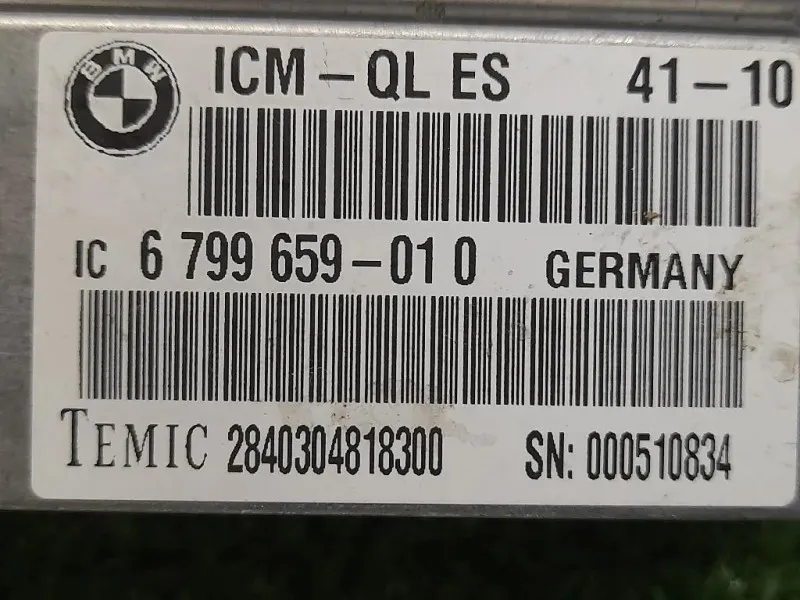 BMW
ICM – QL ES 41 – 10
IC 6 799 659 – 01 0 GERMANY
TEMIC 2840304818300 SN: 000510834